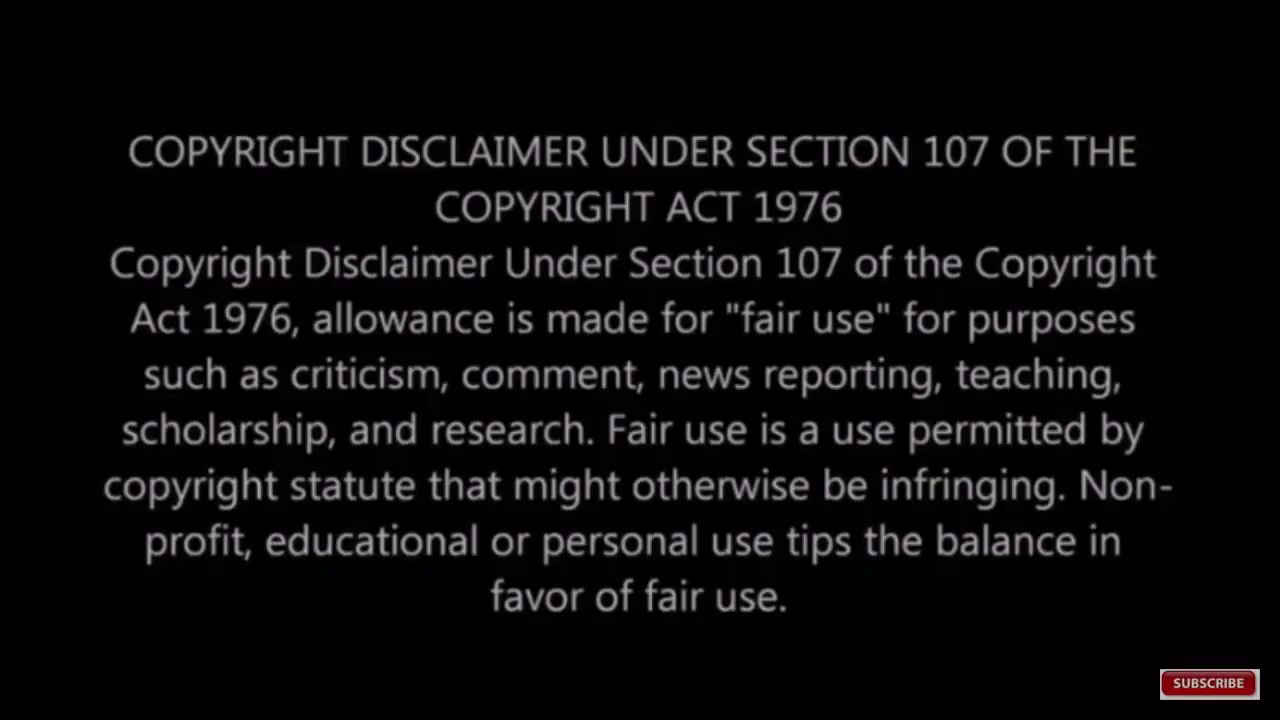 COPYRIGHT DISCLAIMER UNDER SECTION 107 OF THE
COPYRIGHT ACT 1976
Copyright Disclaimer Under Section 107 of the Copyright
Act 1976, allowance is made for "fair use" for purposes
such as criticism, comment, news reporting, teaching,
scholarship, and research. Fair use is a use permitted by
copyright statute that might otherwise be infringing. Non-
profit, educational or personal use tips the balance in
favor of fair use.
SUBSCRIBE